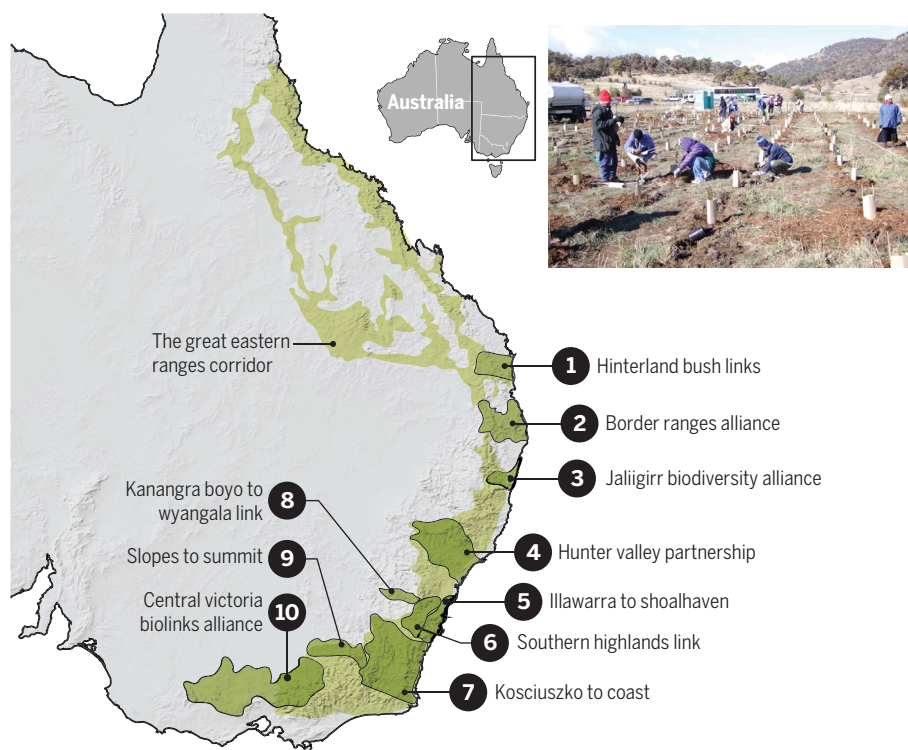 Australia
The great eastern
ranges corridor
1 Hinterland bush links
2 Border ranges alliance
3 Jaliigirr biodiversity alliance
Kanangra boyo to
wyangala link
8
4 Hunter valley partnership
Slopes to summit 9
5 Illawarra to shoalhaven
Central victoria
biolinks alliance
10
6 Southern highlands link
7 Kosciuszko to coast